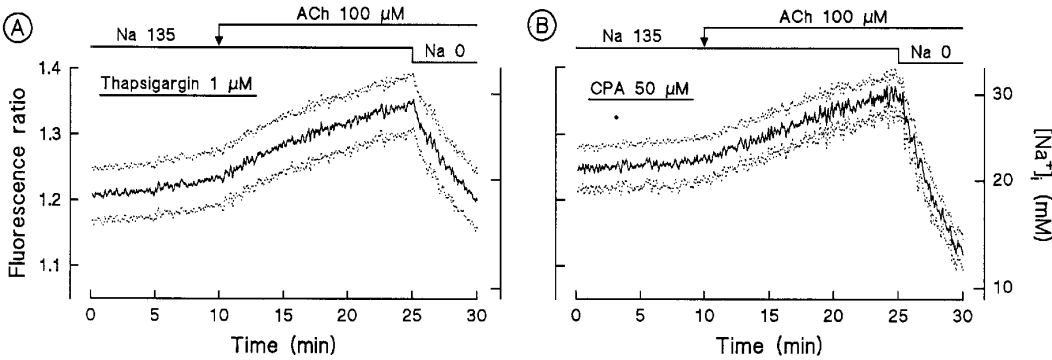 A
ACh 100 µM
Na 135
Na 0
Thapsigargin 1 µM
Fluorescence ratio
1.4
1.3
1.2
1.1
0 5 10 15 20 25 30
Time (min)
B
ACh 100 µM
Na 135
Na 0
CPA 50 µM
30
20
10
[Na⁺]i (mM)
0 5 10 15 20 25 30
Time (min)